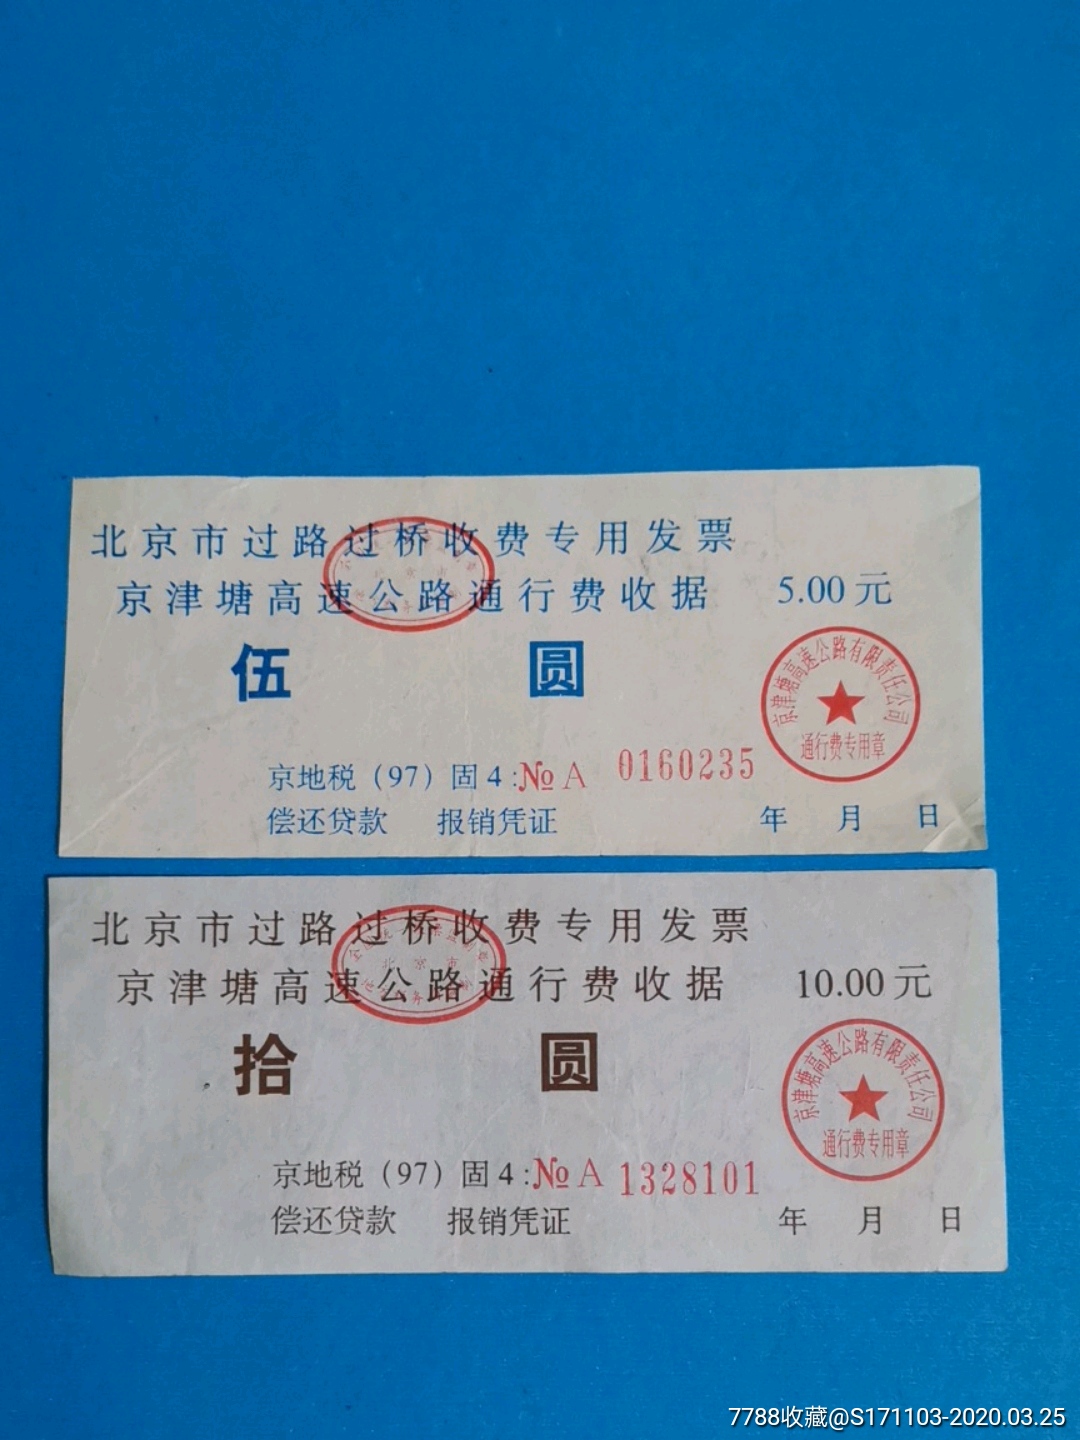 北京市过路过桥收费专用发票
京津塘高速公路通行费收据 5.00元
伍 圆
京津塘高速公路有限责任公司
通行费专用章
京地税（97）固4:№A 0160235
偿还贷款 报销凭证 年 月 日
北京市过路过桥收费专用发票
京津塘高速公路通行费收据 10.00元
北京市
拾 圆
京津塘高速公路有限责任公司
通行费专用章
京地税（97）固4:№A 1328101
偿还贷款 报销凭证 年 月 日
7788收藏@S171103-2020.03.25